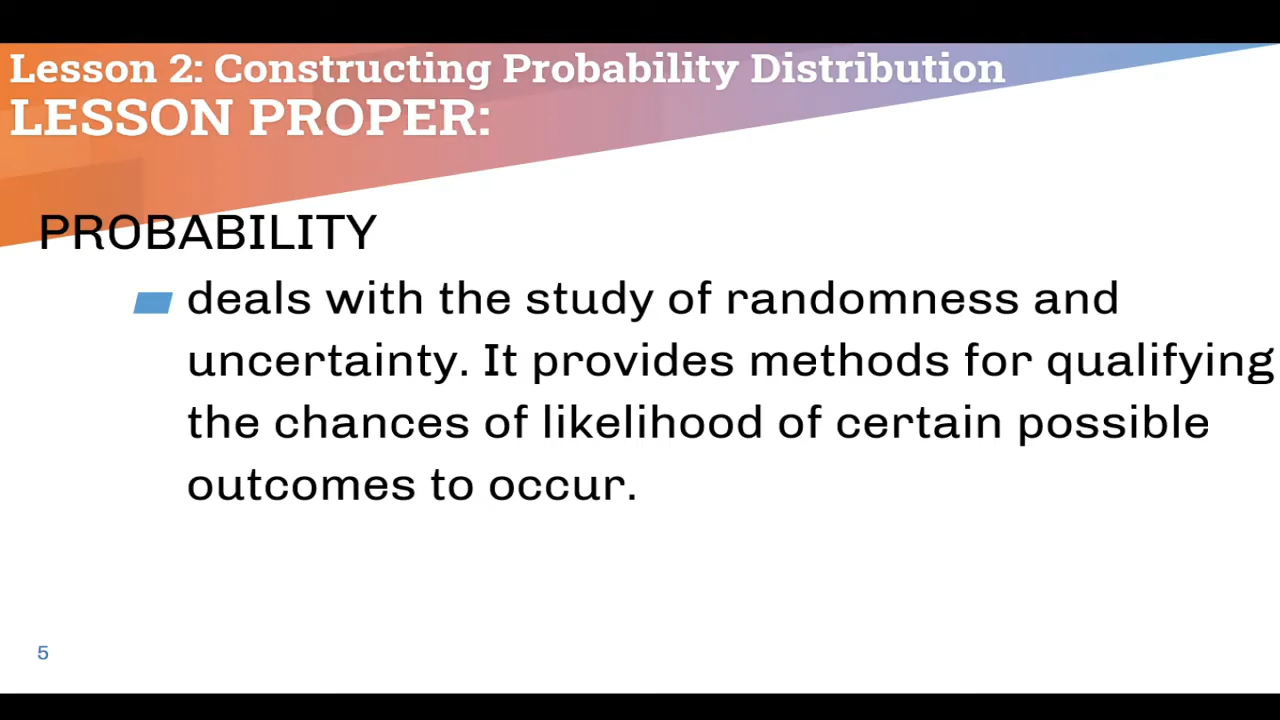 Lesson 2: Constructing Probability Distribution
LESSON PROPER:
PROBABILITY
deals with the study of randomness and
uncertainty. It provides methods for qualifying
the chances of likelihood of certain possible
outcomes to occur.
5